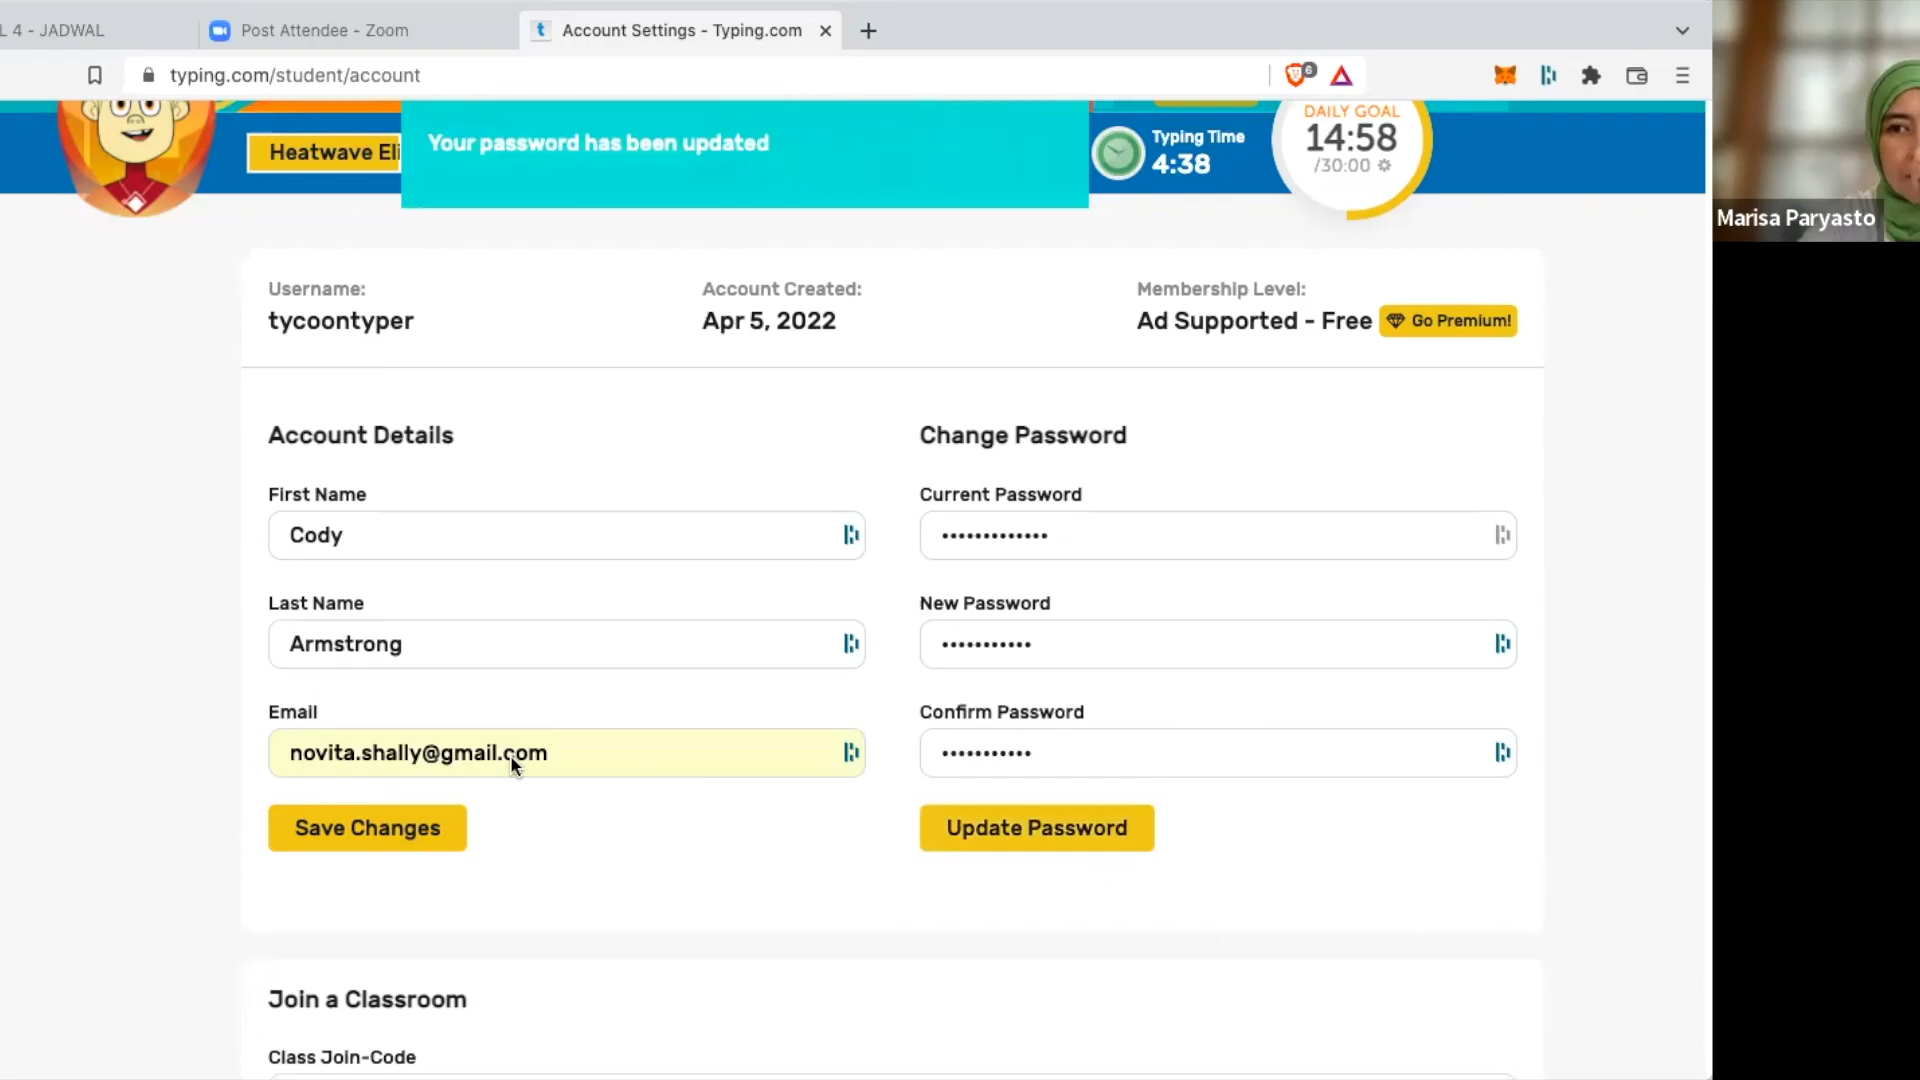 L 4 - JADWAL
Post Attendee - Zoom
Account Settings - Typing.com
typing.com/student/account
6
Heatwave Eli
Your password has been updated
Typing Time
4:38
DAILY GOAL
14:58
/30:00
Marisa Paryasto
Username:
tycoontyper
Account Created:
Apr 5, 2022
Membership Level:
Ad Supported - Free
Go Premium!
Account Details
First Name
Cody
Last Name
Armstrong
Email
novita.shally@gmail.com
Save Changes
Change Password
Current Password
New Password
Confirm Password
Update Password
Join a Classroom
Class Join-Code